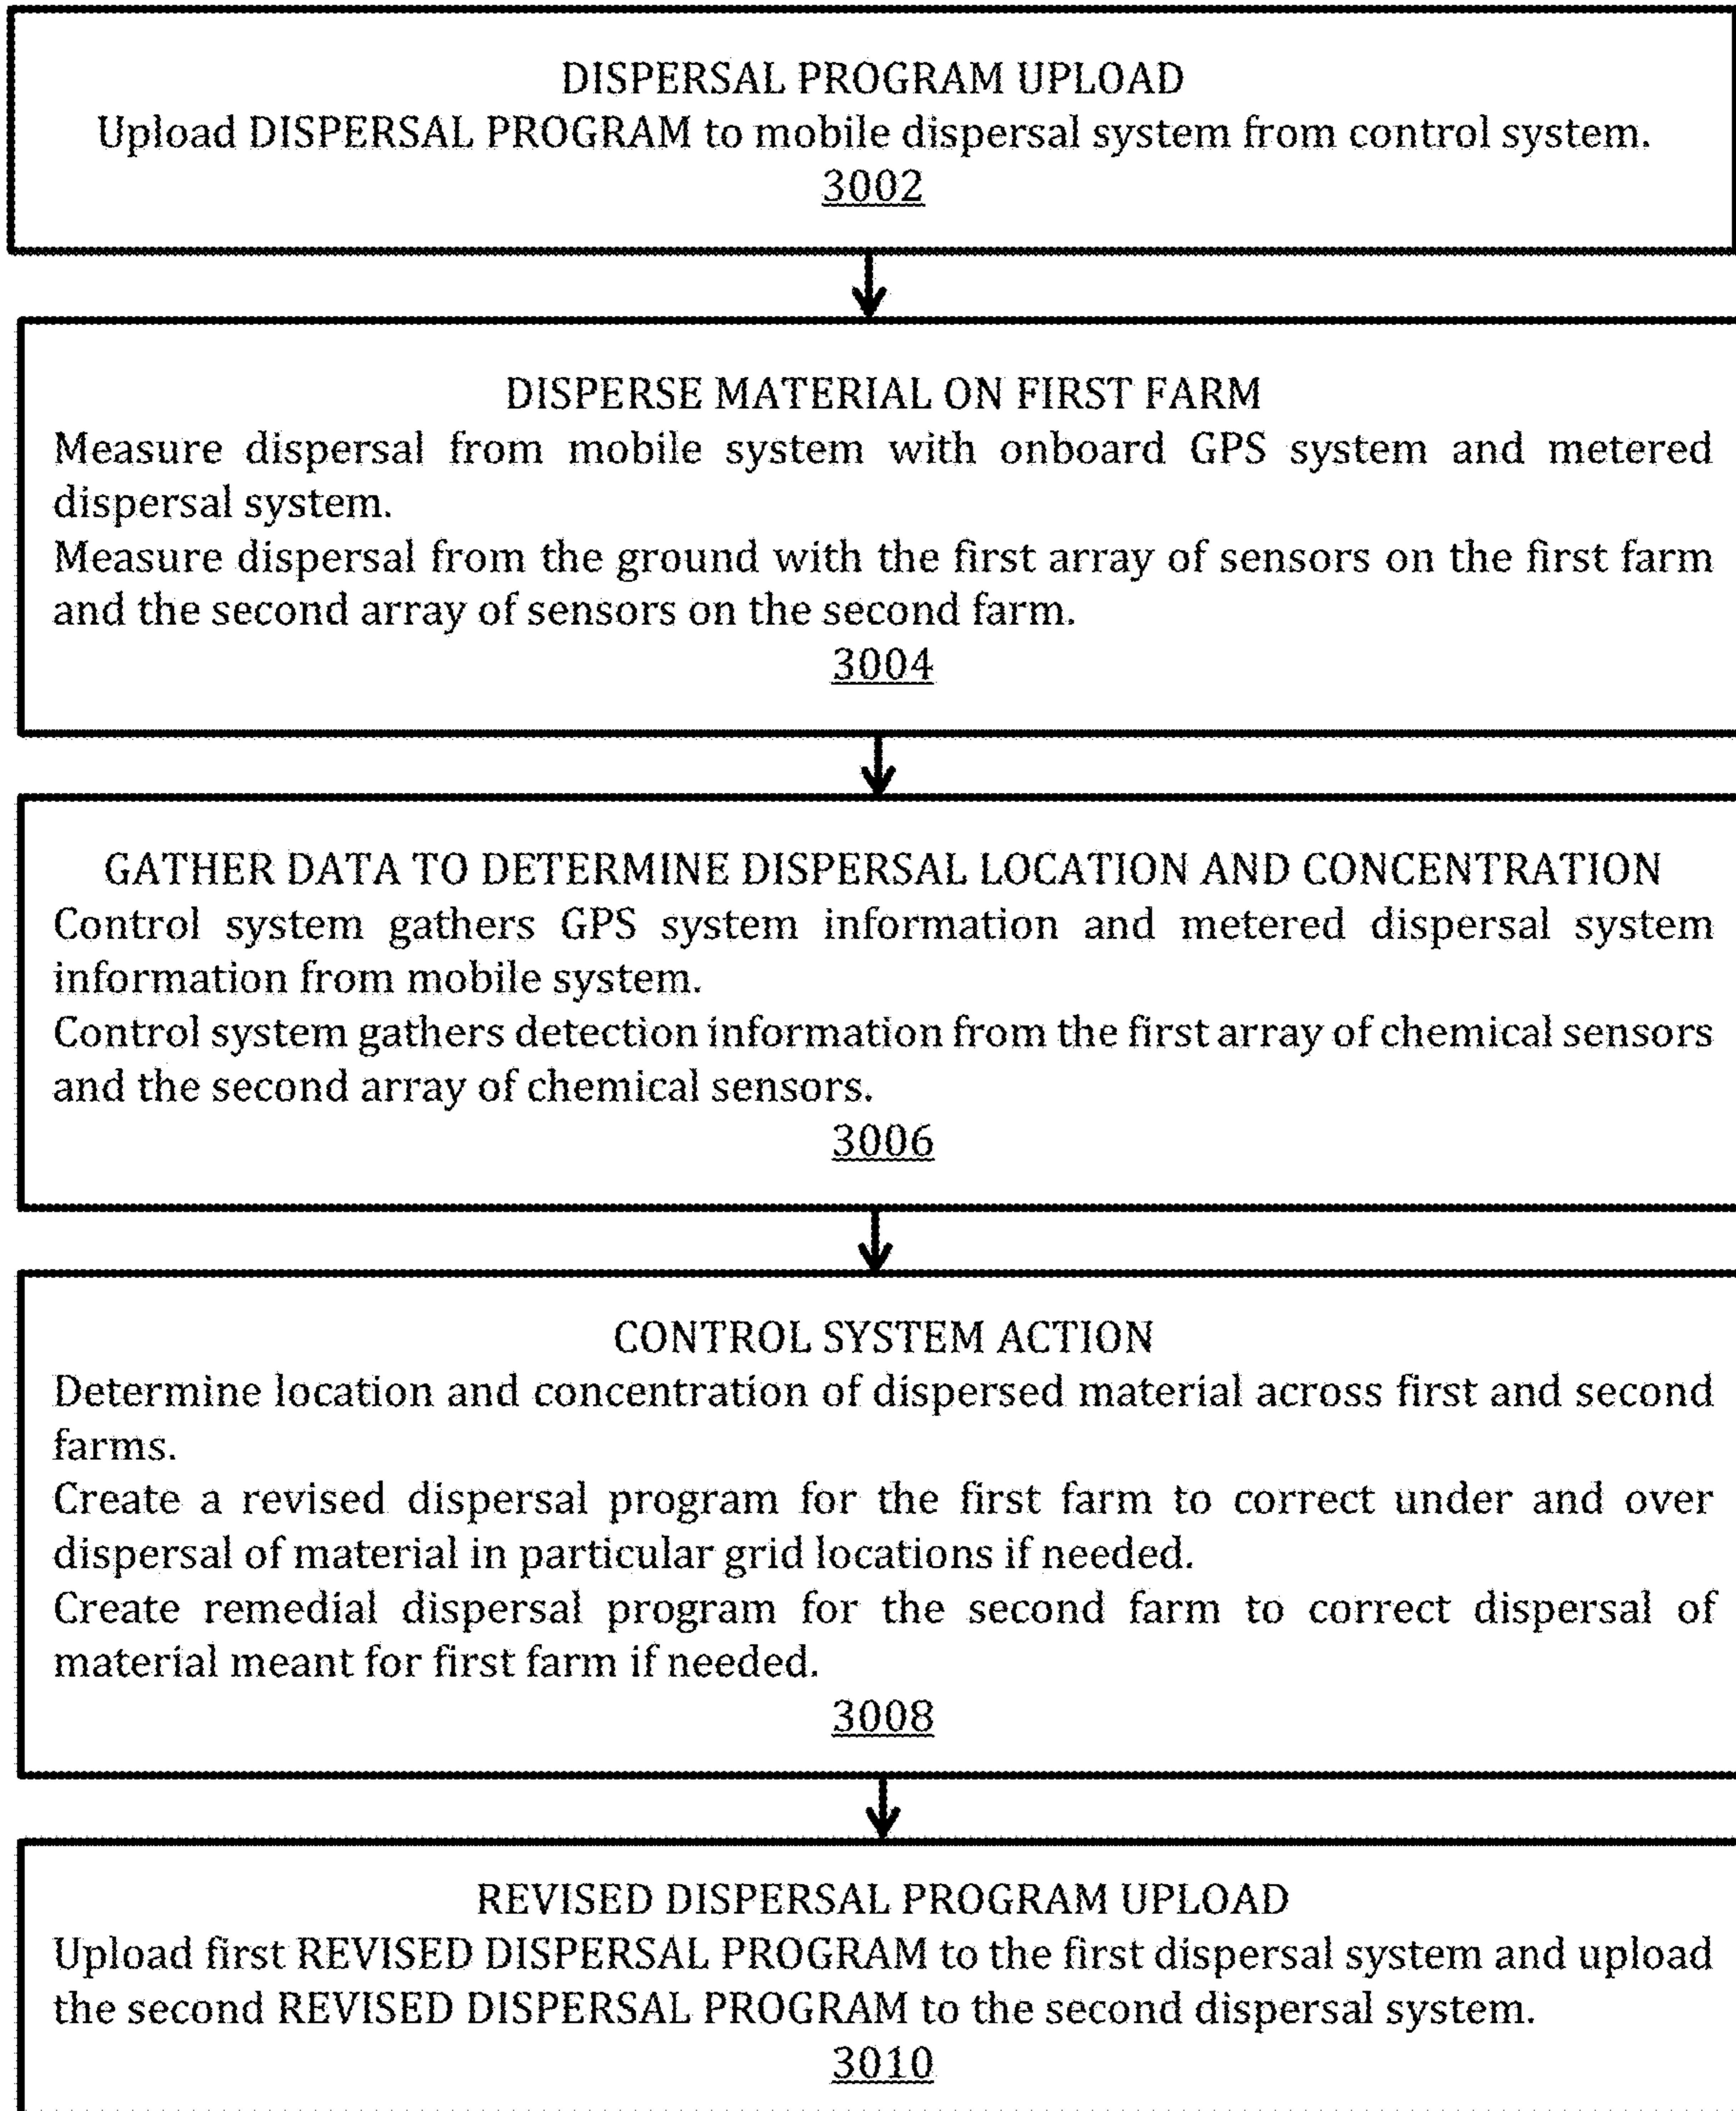 DISPERSAL PROGRAM UPLOAD
Upload DISPERSAL PROGRAM to mobile dispersal system from control system.
3002
DISPERSE MATERIAL ON FIRST FARM
Measure dispersal from mobile system with onboard GPS system and metered
dispersal system.
Measure dispersal from the ground with the first array of sensors on the first farm
and the second array of sensors on the second farm.
3004
GATHER DATA TO DETERMINE DISPERSAL LOCATION AND CONCENTRATION
Control system gathers GPS system information and metered dispersal system
information from mobile system.
Control system gathers detection information from the first array of chemical sensors
and the second array of chemical sensors.
3006
CONTROL SYSTEM ACTION
Determine location and concentration of dispersed material across first and second
farms.
Create a revised dispersal program for the first farm to correct under and over
dispersal of material in particular grid locations if needed.
Create remedial dispersal program for the second farm to correct dispersal of
material meant for first farm if needed.
3008
REVISED DISPERSAL PROGRAM UPLOAD
Upload first REVISED DISPERSAL PROGRAM to the first dispersal system and upload
the second REVISED DISPERSAL PROGRAM to the second dispersal system.
3010